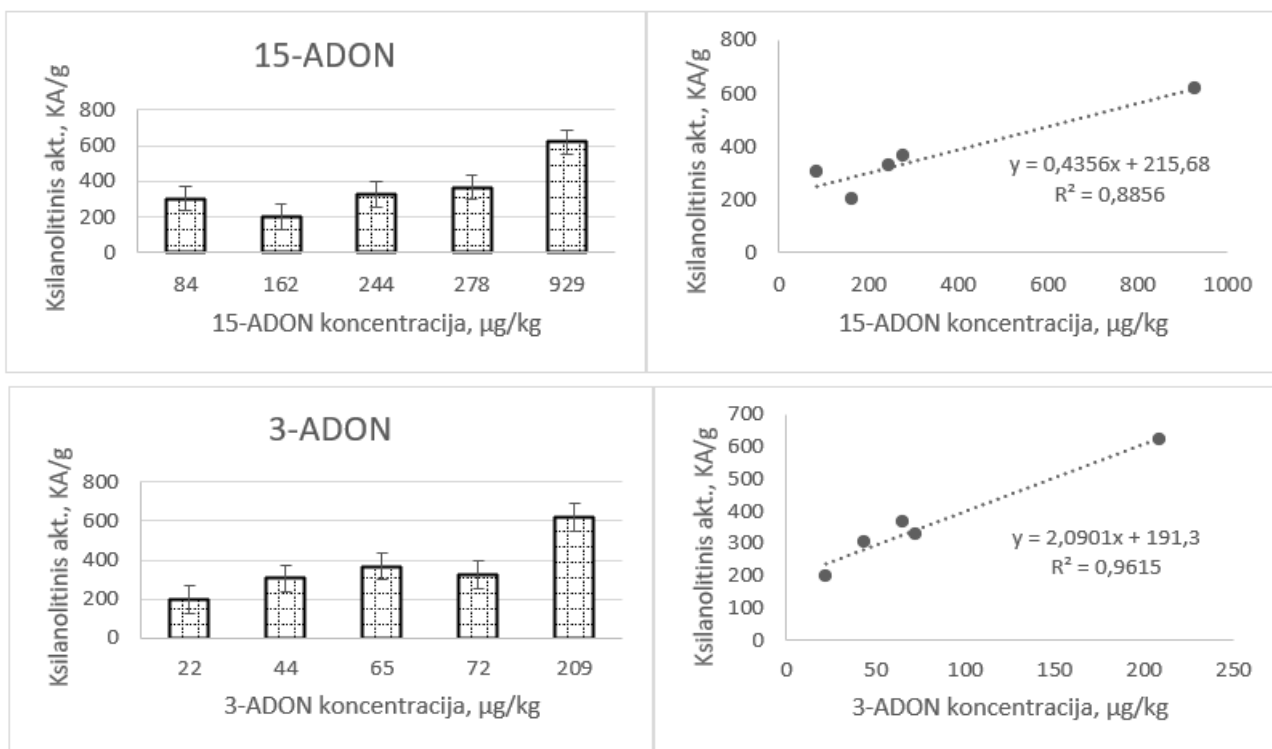 15-ADON
Ksilanolitinis akt., KA/g
800
600
400
200
0
84 162 244 278 929
15-ADON koncentracija, µg/kg
Ksilanolitinis akt., KA/g
800
600
400
200
0
y = 0,4356x + 215,68
R² = 0,8856
0 200 400 600 800 1000
15-ADON koncentracija, µg/kg
3-ADON
Ksilanolitinis akt., KA/g
800
600
400
200
0
22 44 65 72 209
3-ADON koncentracija, µg/kg
Ksilanolitinis akt., KA/g
700
600
500
400
300
200
100
0
y = 2,0901x + 191,3
R² = 0,9615
0 50 100 150 200 250
3-ADON koncentracija, µg/kg